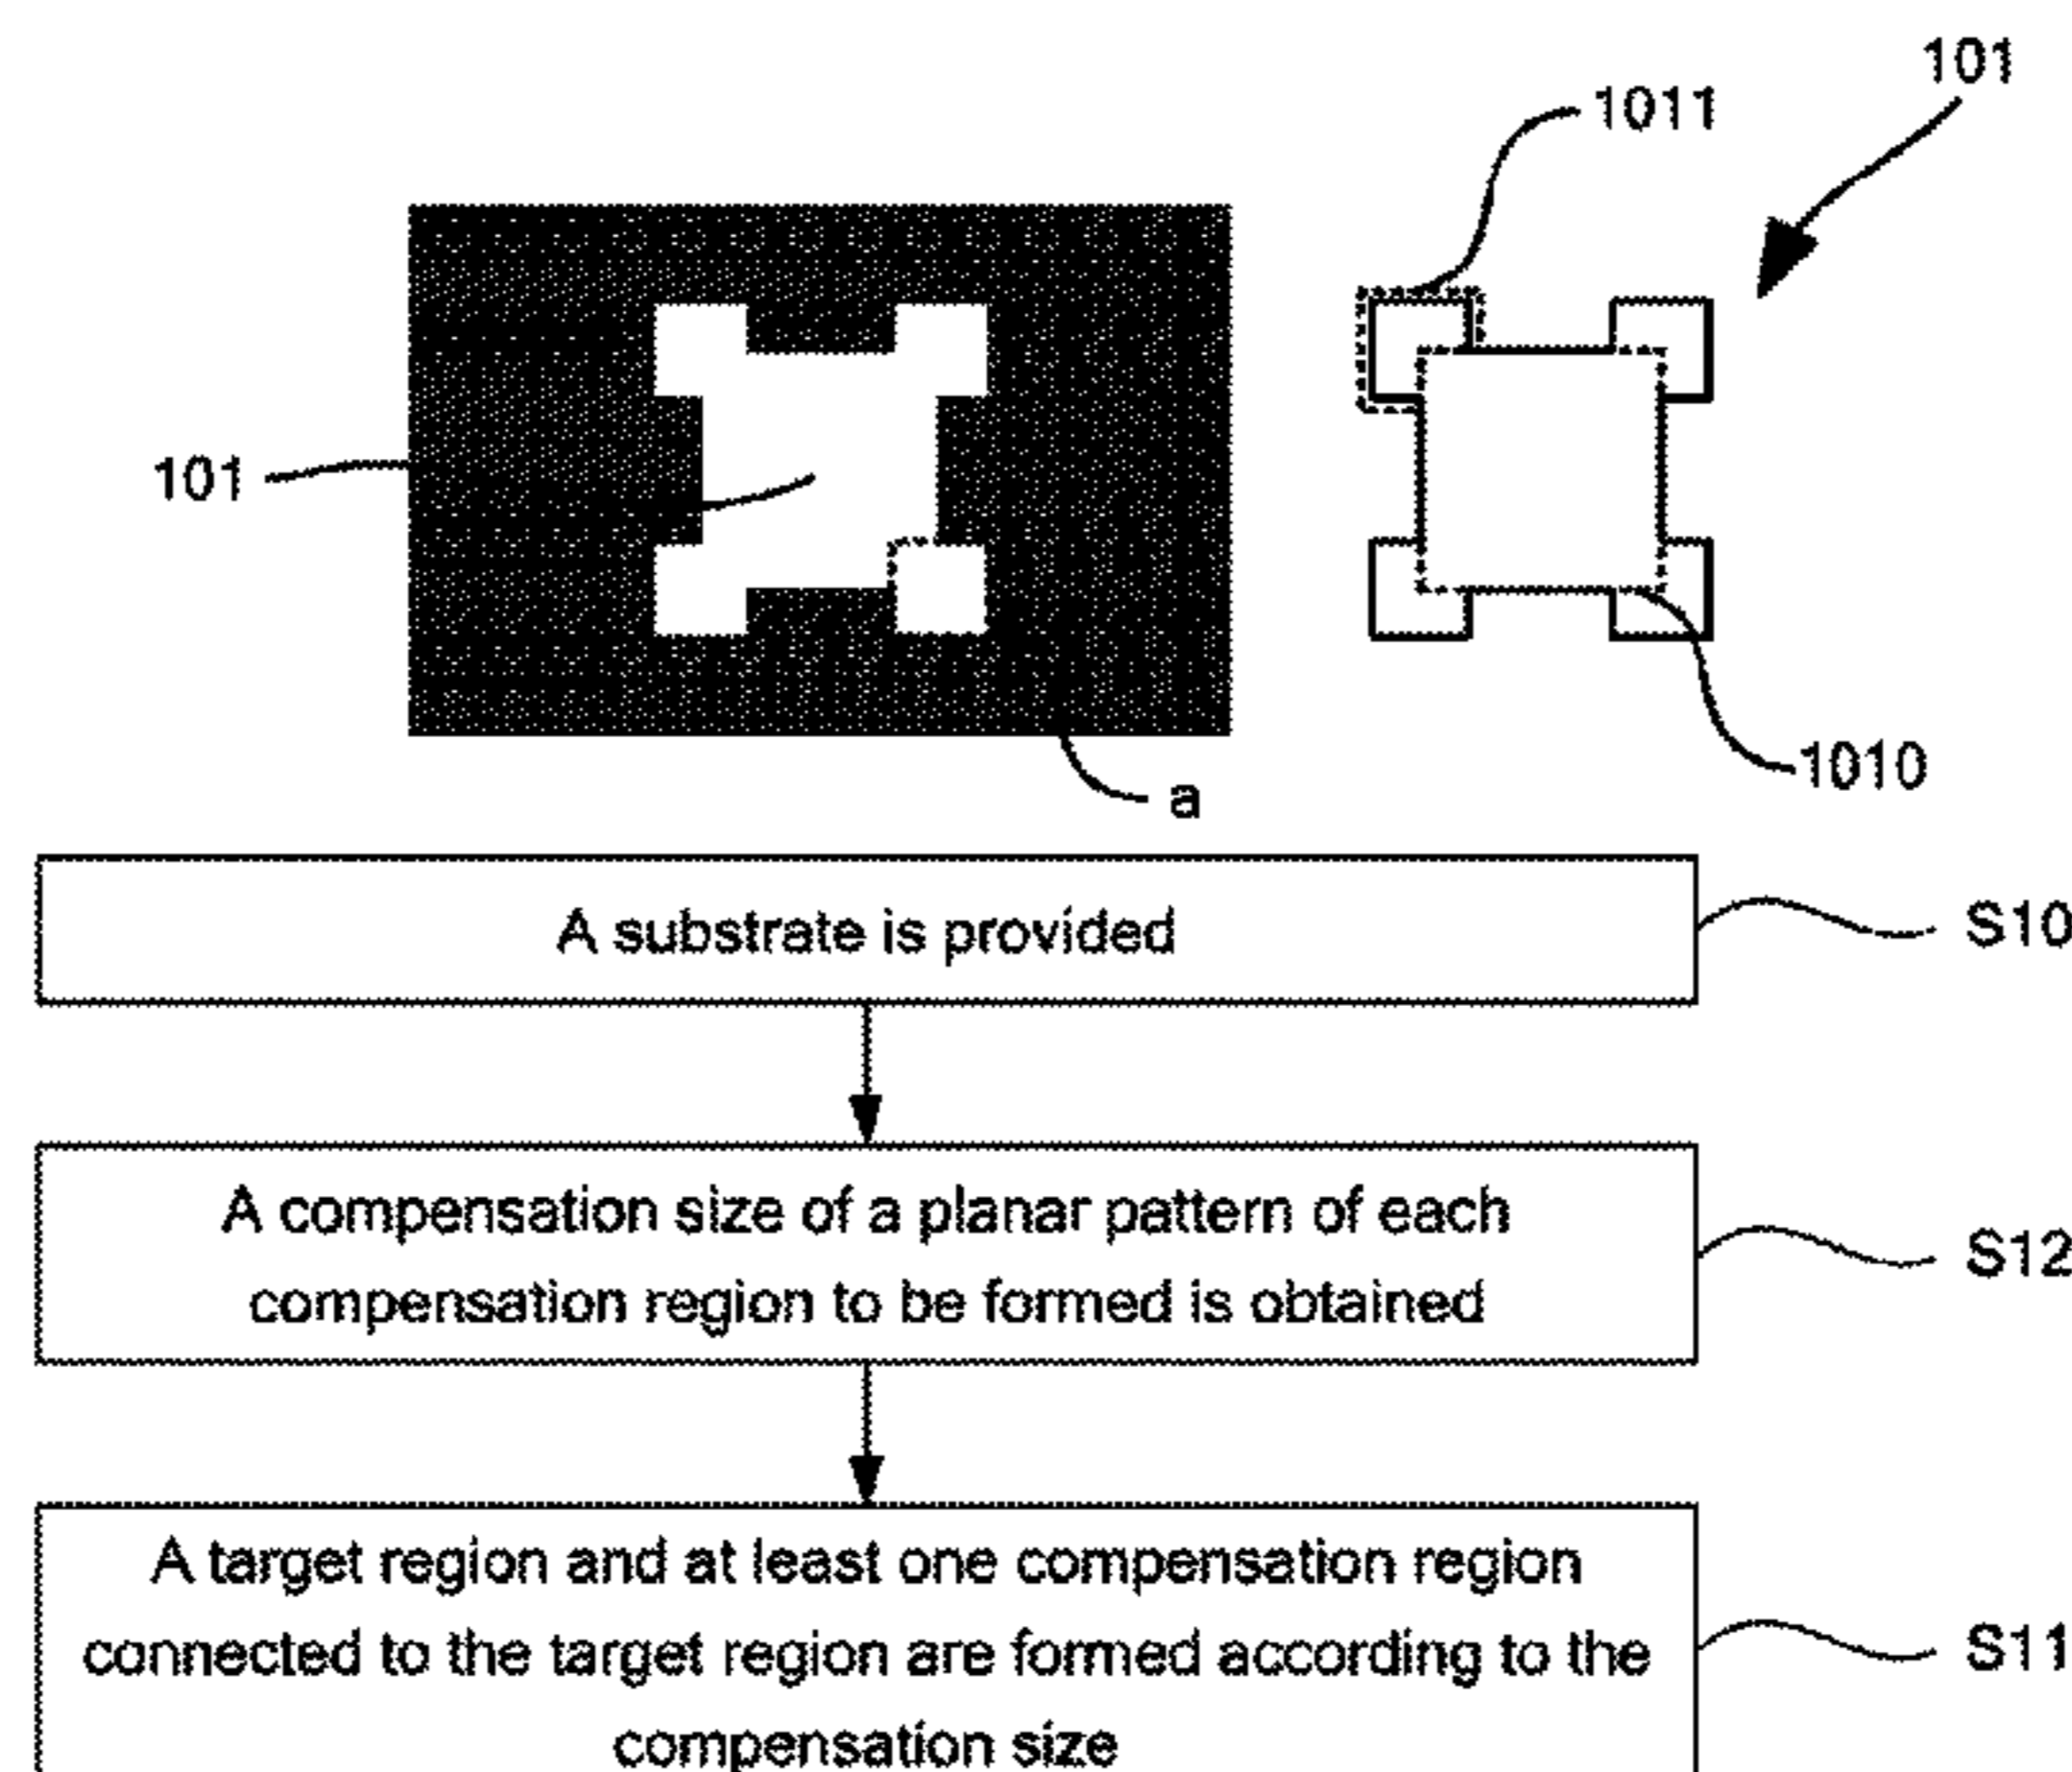 101
1011
101
1010
a
A substrate is provided
S10
A compensation size of a planar pattern of each
compensation region to be formed is obtained
S12
A target region and at least one compensation region
connected to the target region are formed according to the
compensation size
S11